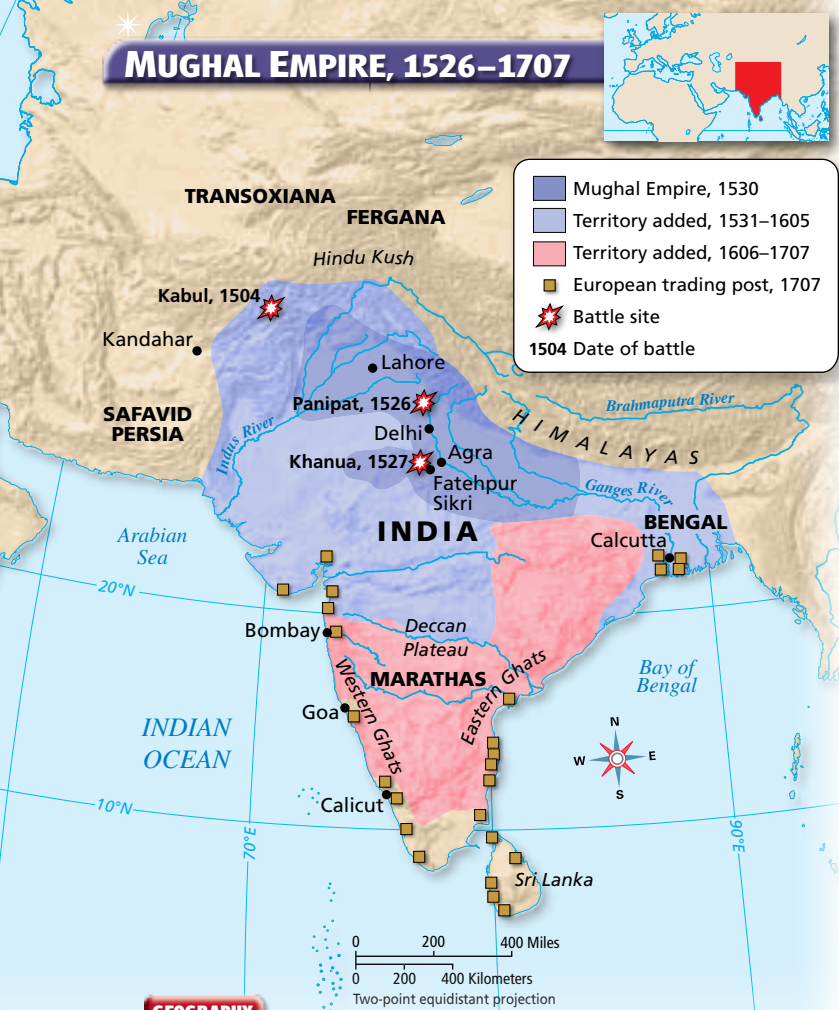 MUGHAL EMPIRE, 1526–1707
Mughal Empire, 1530
Territory added, 1531–1605
Territory added, 1606–1707
European trading post, 1707
Battle site
1504 Date of battle
TRANSOXIANA
FERGANA
Hindu Kush
Kabul, 1504
Kandahar
Lahore
SAFAVID
PERSIA
Panipat, 1526
Delhi
Indus River
Khanua, 1527
Agra
Fatehpur
Sikri
HIMALAYAS
Brahmaputra River
Ganges River
INDIA
BENGAL
Calcutta
Arabian
Sea
20°N
Bombay
Deccan
Plateau
MARATHAS
Western Ghats
Eastern Ghats
Bay of
Bengal
Goa
INDIAN
OCEAN
N
W
E
S
Calicut
10°N
70°E
90°E
Sri Lanka
0 200 400 Miles
0 200 400 Kilometers
Two-point equidistant projection
GEOGRAPHY